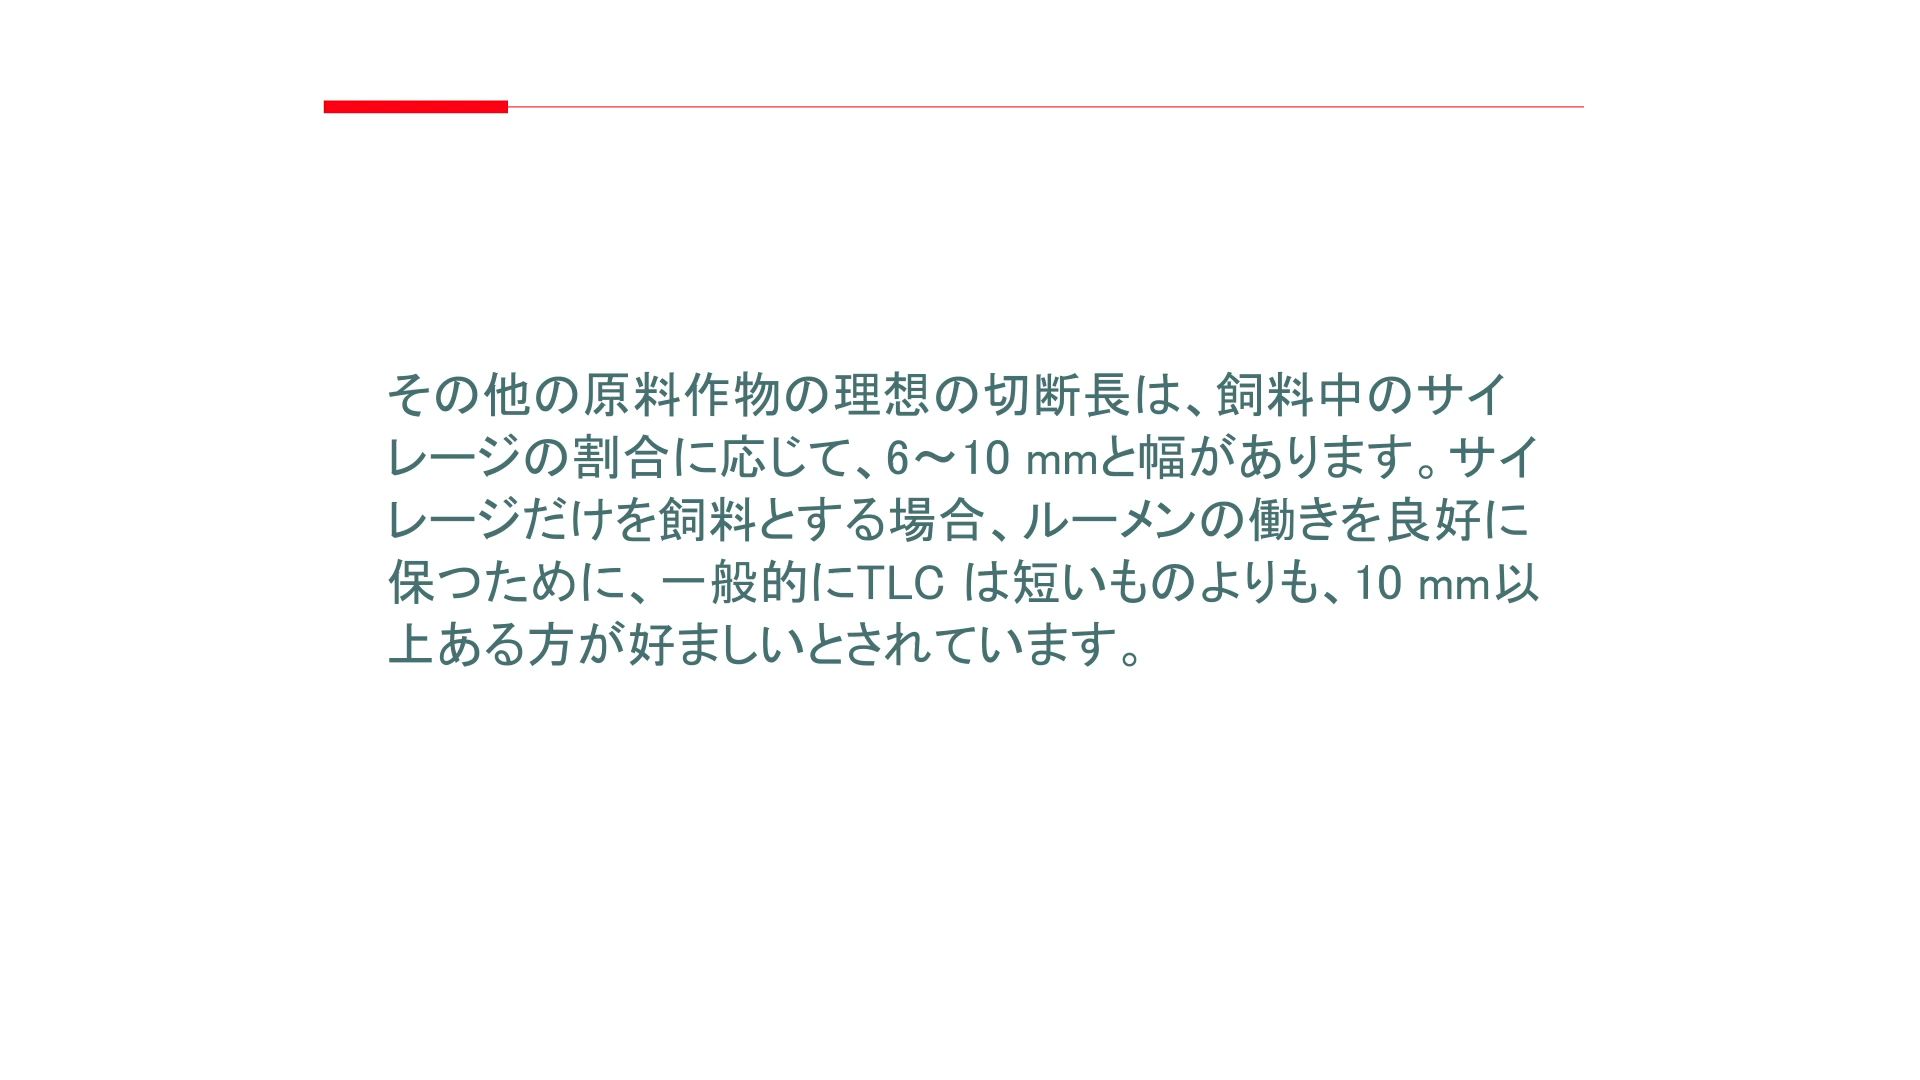 その他の原料作物の理想の切断長は、飼料中のサイ
レージの割合に応じて、6～10 mmと幅があります。サイ
レージだけを飼料とする場合、ルーメンの働きを良好に
保つために、一般的にTLC は短いものよりも、10 mm以
上ある方が好ましいとされています。